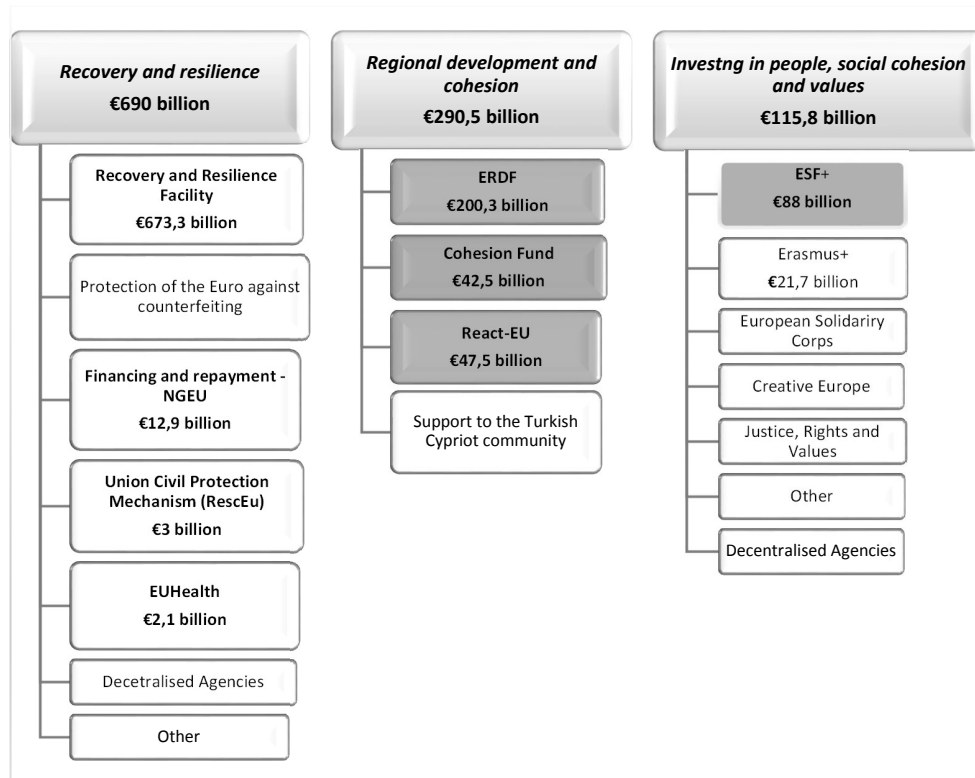 Recovery and resilience
€690 billion
Recovery and Resilience
Facility
€673,3 billion
Protection of the Euro against
counterfeiting
Financing and repayment -
NGEU
€12,9 billion
Union Civil Protection
Mechanism (RescEu)
€3 billion
EUHealth
€2,1 billion
Decetralised Agencies
Other
Regional development and
cohesion
€290,5 billion
ERDF
€200,3 billion
Cohesion Fund
€42,5 billion
React-EU
€47,5 billion
Support to the Turkish
Cypriot community
Investng in people, social cohesion
and values
€115,8 billion
ESF+
€88 billion
Erasmus+
€21,7 billion
European Solidariry
Corps
Creative Europe
Justice, Rights and
Values
Other
Decentralised Agencies